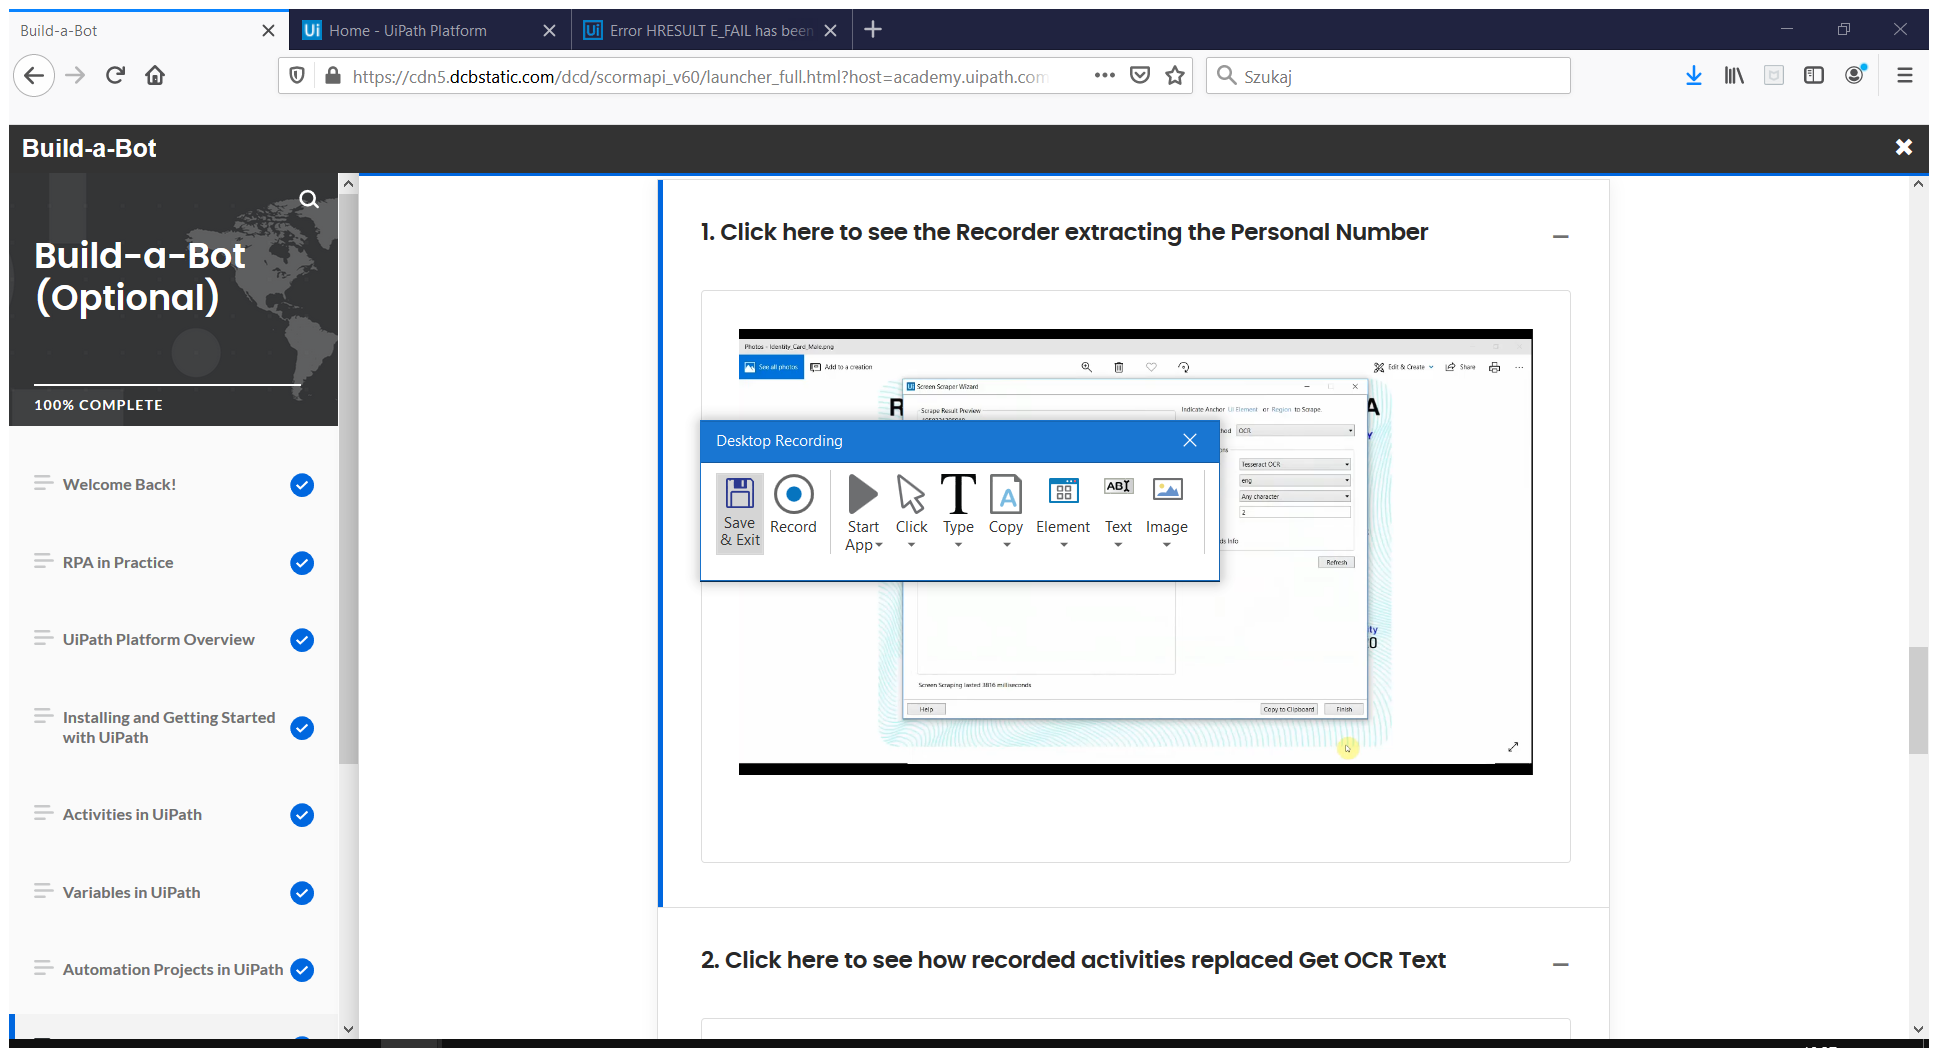 Build-a-Bot
Home - UiPath Platform
Error HRESULT E_FAIL has been
https://cdn5.dcbstatic.com/dcd/scormapi_v60/launcher_full.html?host=academy.uipath.com
Szukaj
Build-a-Bot
Build-a-Bot
(Optional)
100% COMPLETE
Welcome Back!
RPA in Practice
UiPath Platform Overview
Installing and Getting Started
with UiPath
Activities in UiPath
Variables in UiPath
Automation Projects in UiPath
1. Click here to see the Recorder extracting the Personal Number
Photos - Identity_Card_Male.png
See all photos
Add to a creation
Edit & Create
Share
Screen Scraper Wizard
Scrape Result Preview
Indicate Anchor UI Element or Region to Scrape
OCR
Tesseract OCR
eng
Any character
2
Info
Refresh
Screen Scraping lasted 3816 milliseconds
Help
Copy to Clipboard
Finish
Desktop Recording
Save
& Exit
Record
Start
App
Click
Type
Copy
Element
Text
Image
2. Click here to see how recorded activities replaced Get OCR Text